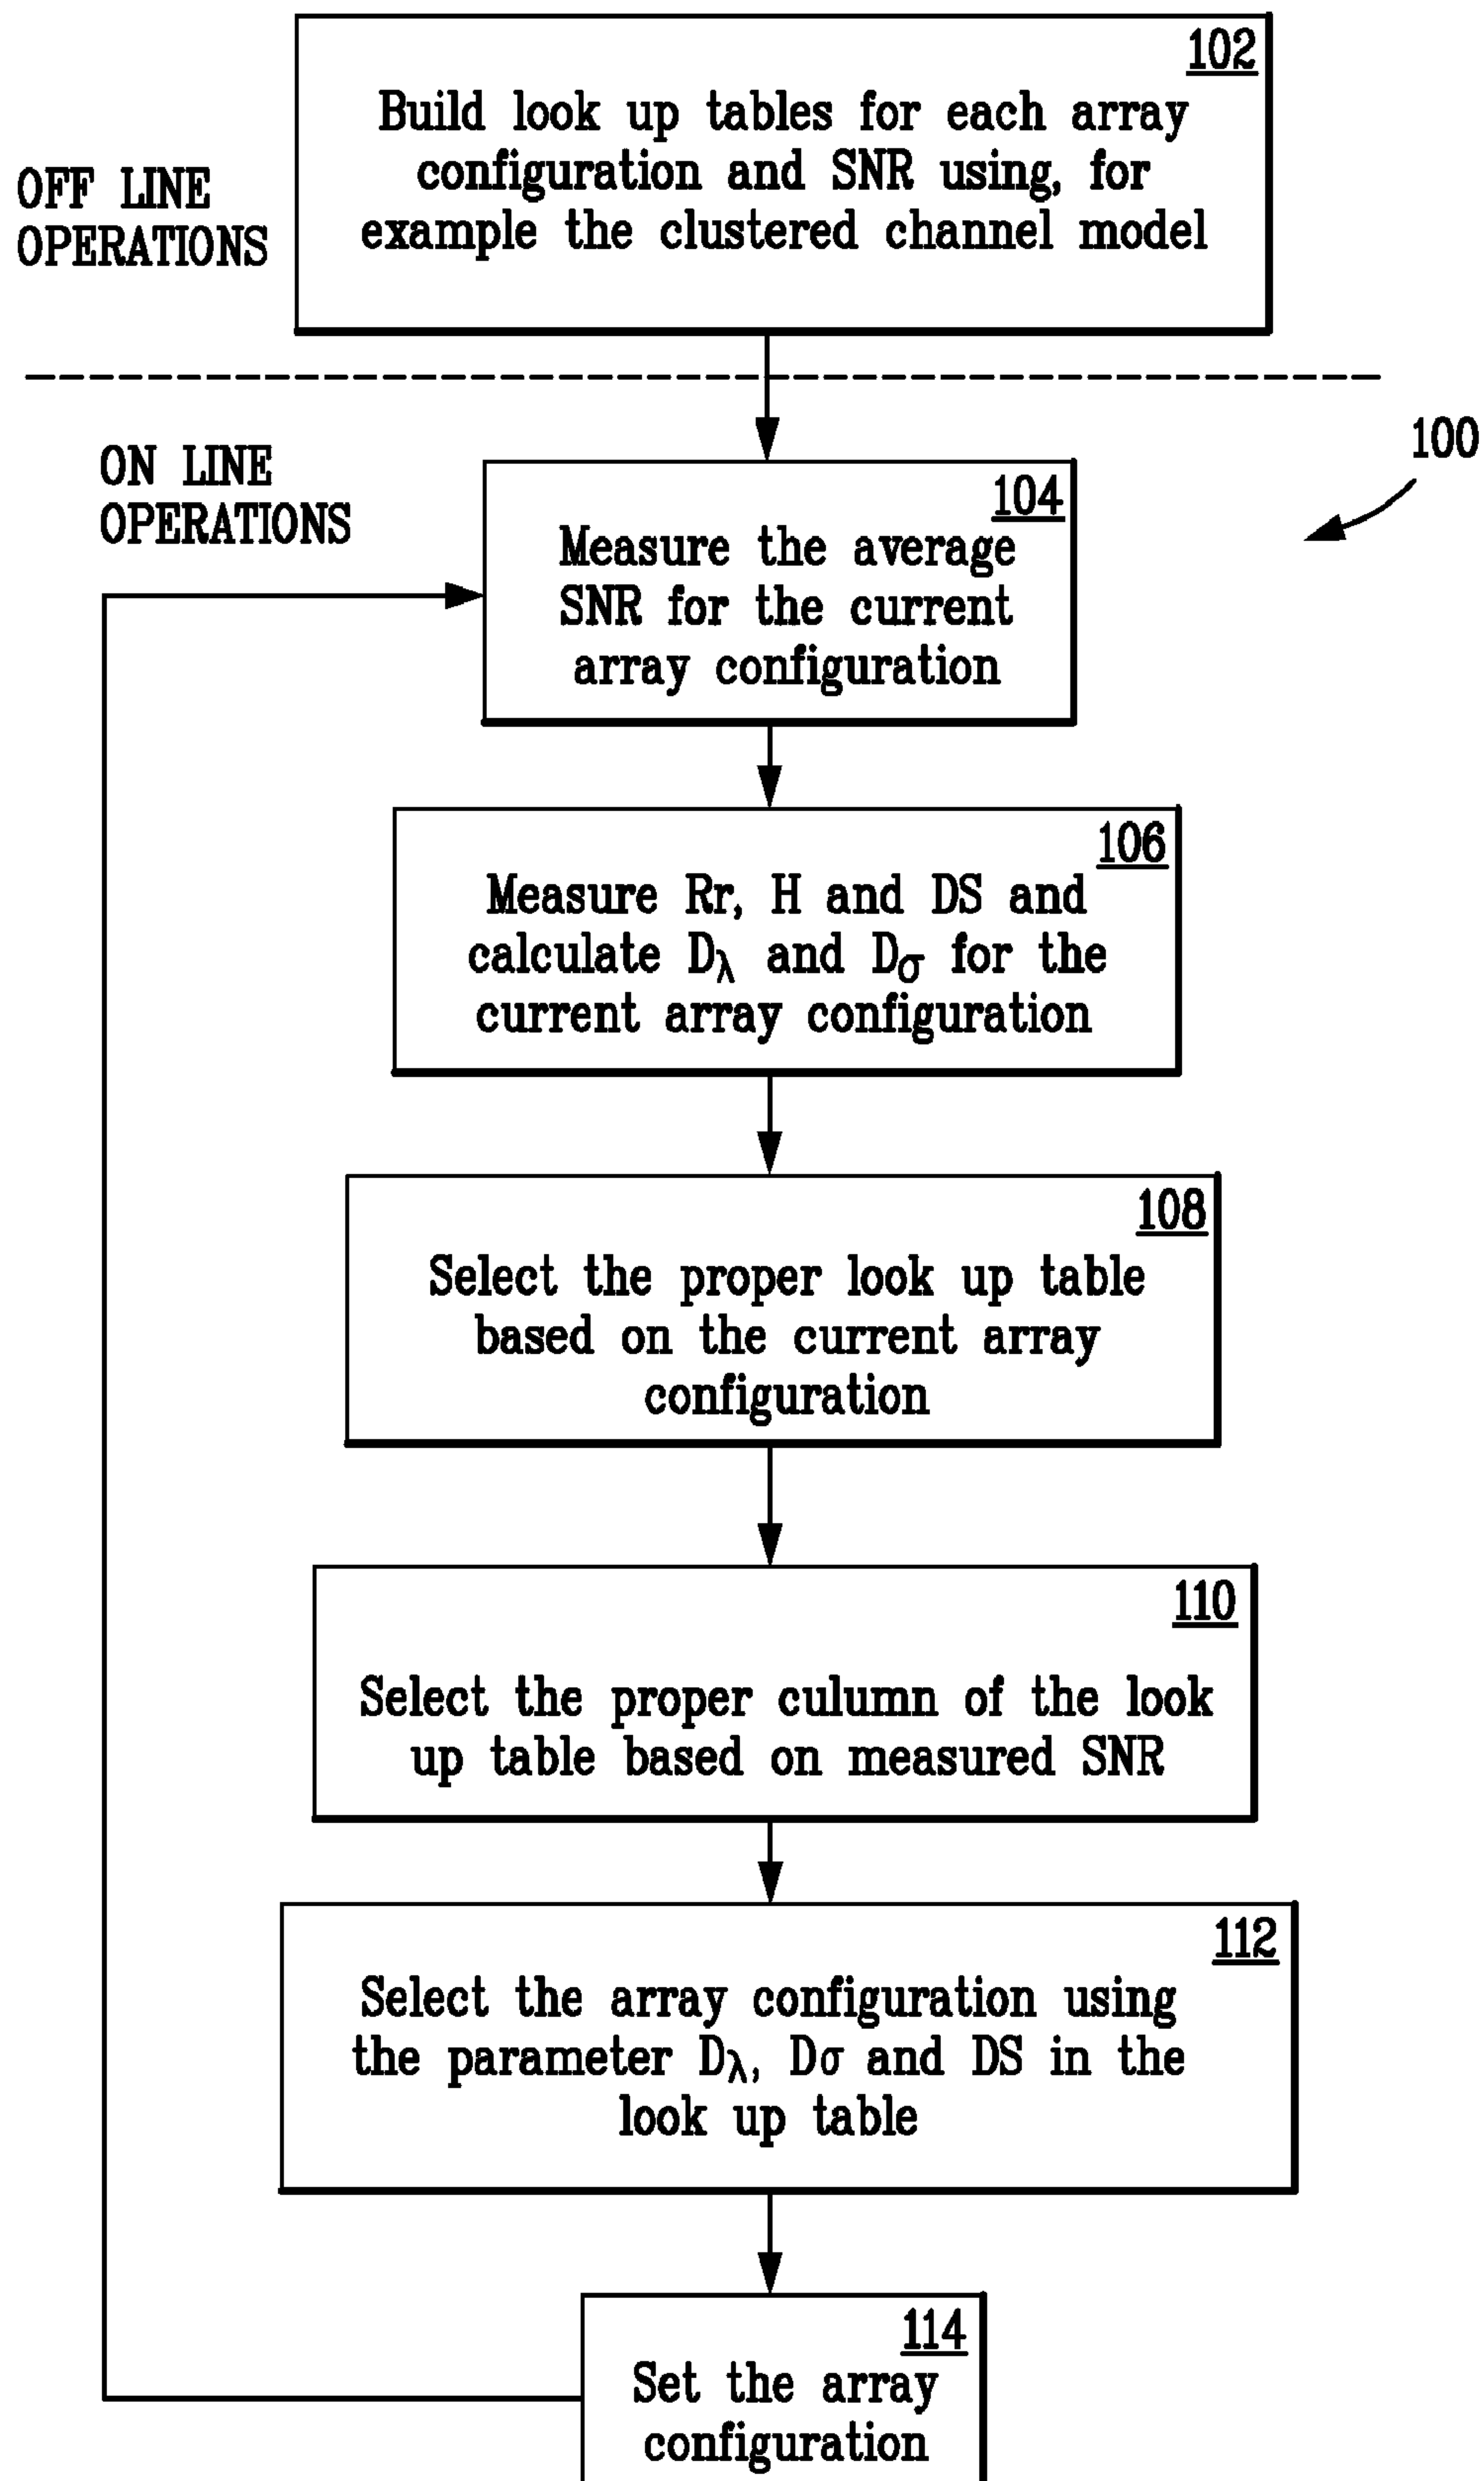 102
Build look up tables for each array
configuration and SNR using, for
example the clustered channel model
OFF LINE
OPERATIONS
ON LINE
OPERATIONS
100
104
Measure the average
SNR for the current
array configuration
106
Measure Rr, H and DS and
calculate Dλ and Dσ for the
current array configuration
108
Select the proper look up table
based on the current array
configuration
110
Select the proper culumn of the look
up table based on measured SNR
112
Select the array configuration using
the parameter Dλ, Dσ and DS in the
look up table
114
Set the array
configuration